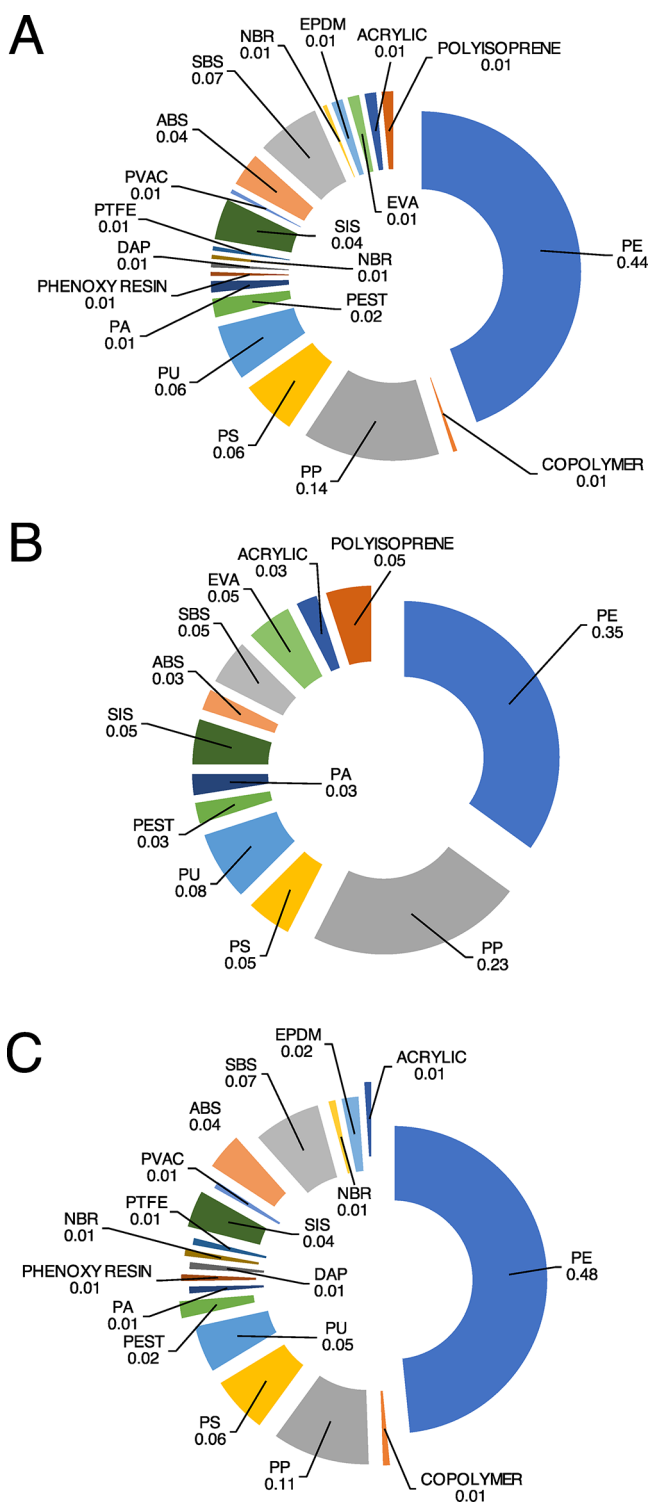 A
EPDM
0.01
NBR
0.01
ACRYLIC
0.01
POLYISOPRENE
0.01
SBS
0.07
ABS
0.04
PVAC
0.01
EVA
0.01
PTFE
0.01
SIS
0.04
DAP
0.01
NBR
0.01
PE
0.44
PHENOXY RESIN
0.01
PEST
0.02
PA
0.01
PU
0.06
PS
0.06
PP
0.14
COPOLYMER
0.01
B
POLYISOPRENE
0.05
ACRYLIC
0.03
EVA
0.05
SBS
0.05
PE
0.35
ABS
0.03
SIS
0.05
PA
0.03
PEST
0.03
PU
0.08
PS
0.05
PP
0.23
C
EPDM
0.02
ACRYLIC
0.01
SBS
0.07
ABS
0.04
PVAC
0.01
NBR
0.01
PTFE
0.01
SIS
0.04
NBR
0.01
PE
0.48
PHENOXY RESIN
0.01
DAP
0.01
PA
0.01
PEST
0.02
PU
0.05
PS
0.06
PP
0.11
COPOLYMER
0.01